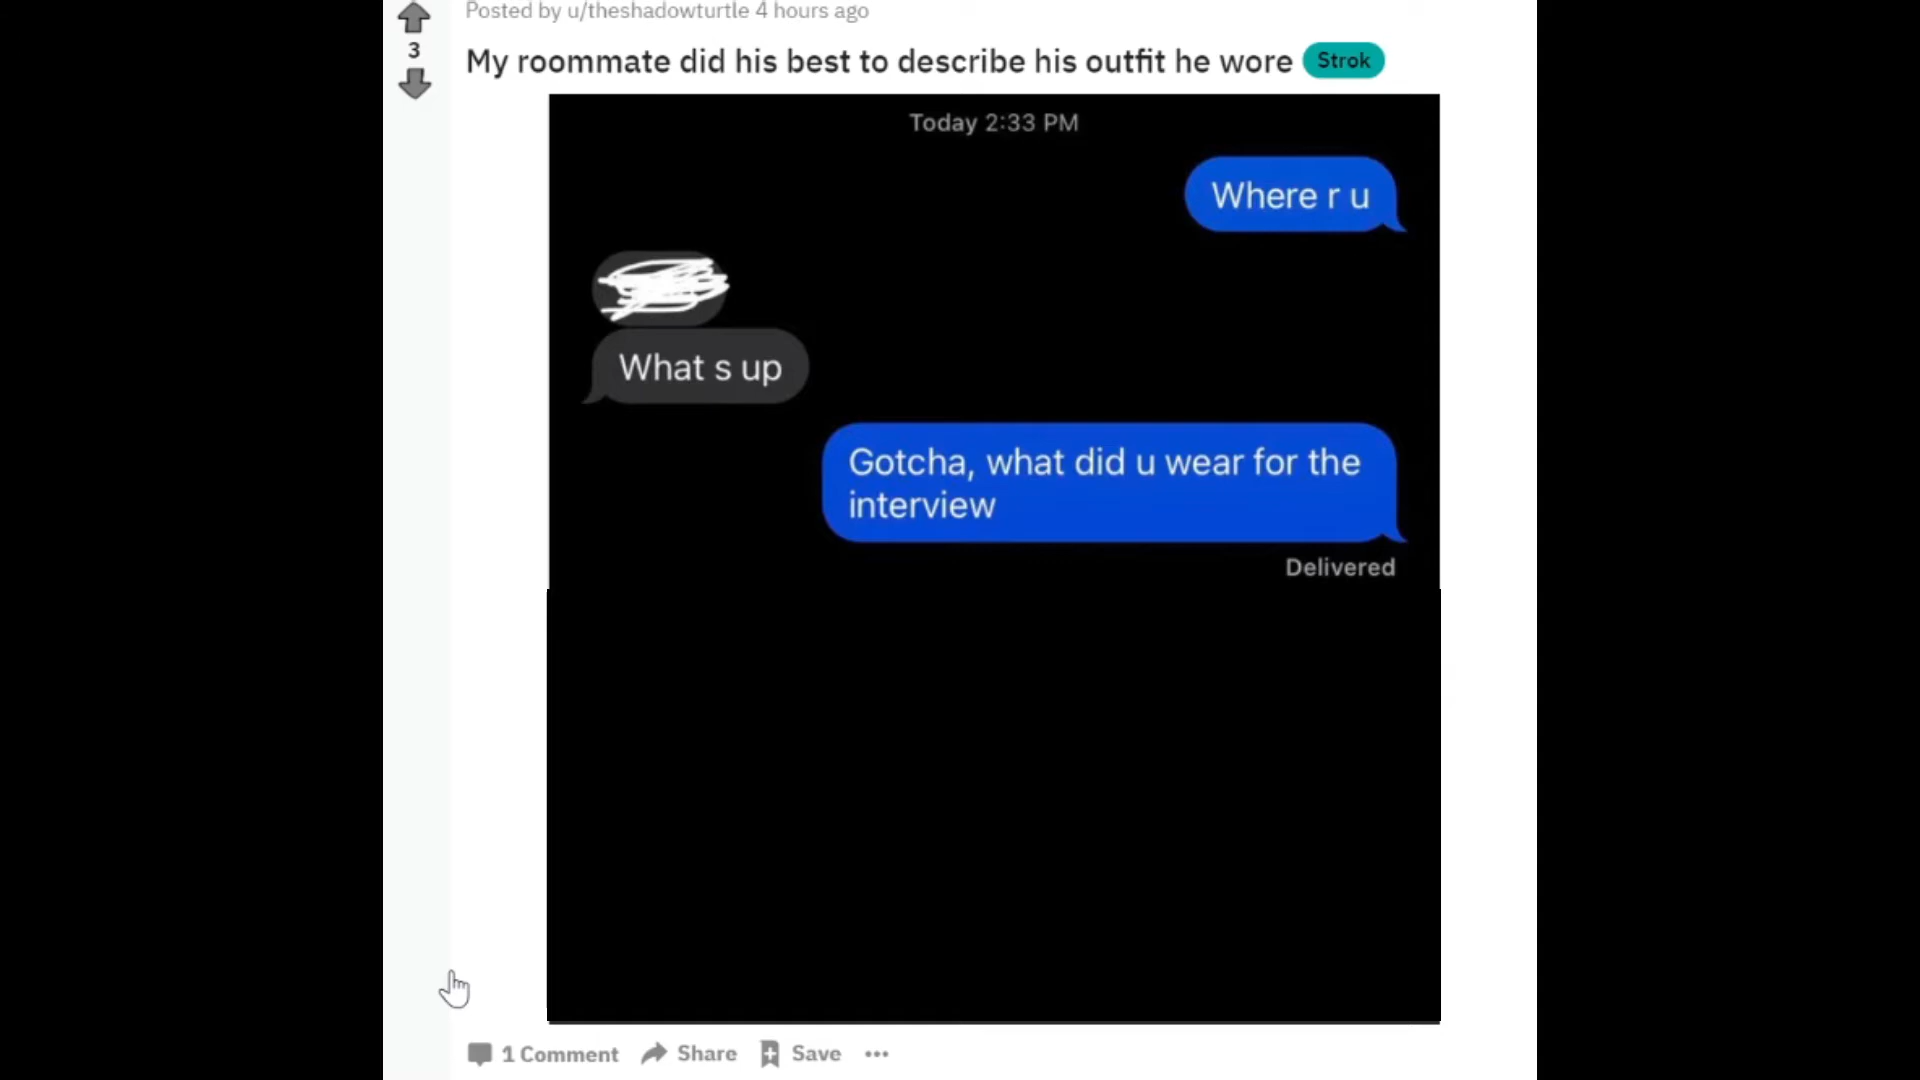 Posted by u/theshadowturtle 4 hours ago
3
My roommate did his best to describe his outfit he wore Strok
Today 2:33 PM
Where r u
What s up
Gotcha, what did u wear for the
interview
Delivered
1 Comment Share Save